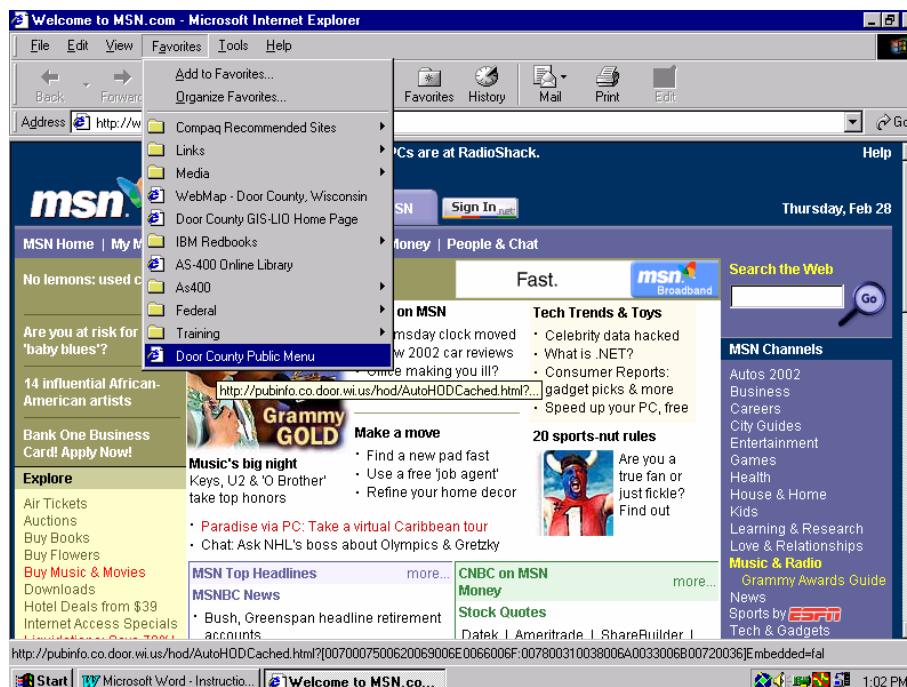 Welcome to MSN.com - Microsoft Internet Explorer
File Edit View Favorites Tools Help
Back Forward Favorites History Mail Print Edit
Add to Favorites...
Organize Favorites...
Compaq Recommended Sites
Links
Media
WebMap - Door County, Wisconsin
Door County GIS-LIO Home Page
IBM Redbooks
AS-400 Online Library
As400
Federal
Training
Door County Public Menu
http://pubinfo.co.door.wi.us/hod/AutoHODCached.html?...
Address http://w Go
PCs are at RadioShack. Help
msn. SN Sign In .net
Thursday, Feb 28
MSN Home | My M Money | People & Chat
No lemons: used c
Are you at risk for
'baby blues'?
14 influential African-
American artists
Bank One Business
Card! Apply Now!
Explore
Air Tickets
Auctions
Buy Books
Buy Flowers
Buy Music & Movies
Downloads
Hotel Deals from $39
Internet Access Specials
Fast. msn Broadband
on MSN
msday clock moved
w 2002 car reviews
Office making you ill?
Tech Trends & Toys
· Celebrity data hacked
· What is .NET?
· Consumer Reports:
gadget picks & more
· Speed up your PC, free
Grammy
GOLD
Music's big night
Keys, U2 & 'O Brother'
take top honors
Make a move
· Find a new pad fast
· Use a free 'job agent'
· Refine your home decor
20 sports-nut rules
Are you a
true fan or
just fickle?
Find out
· Paradise via PC: Take a virtual Caribbean tour
· Chat: Ask NHL's boss about Olympics & Gretzky
MSN Top Headlines more...
MSNBC News
· Bush, Greenspan headline retirement
accounts
CNBC on MSN
Money more...
Stock Quotes
Datek | Ameritrade | ShareBuilder |
Search the Web
Go
MSN Channels
Autos 2002
Business
Careers
City Guides
Entertainment
Games
Health
House & Home
Kids
Learning & Research
Love & Relationships
Music & Radio
Grammy Awards Guide
News
Sports by ESPN
Tech & Gadgets
http://pubinfo.co.door.wi.us/hod/AutoHODCached.html?[0070007500620069006E0066006F:007800310038006A0033006B00720036]Embedded=fal
Start Microsoft Word - Instructio... Welcome to MSN.co... 1:02 PM